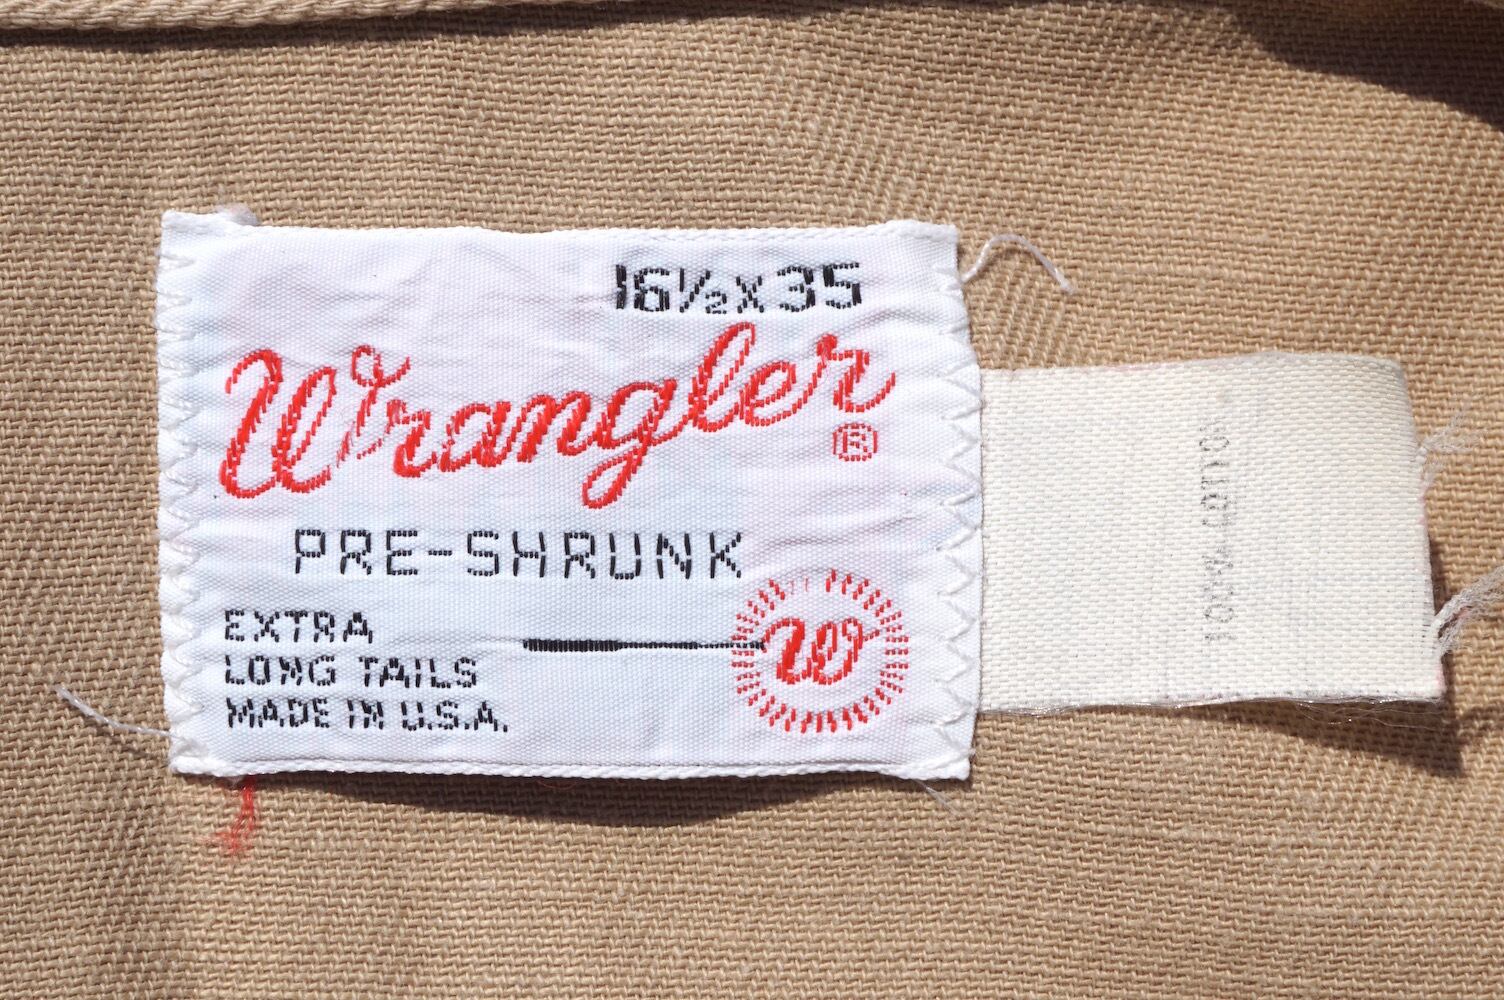 16½ X 35
Wrangler
®
PRE-SHRUNK
EXTRA
LONG TAILS
MADE IN U.S.A.
W
100% COTTON